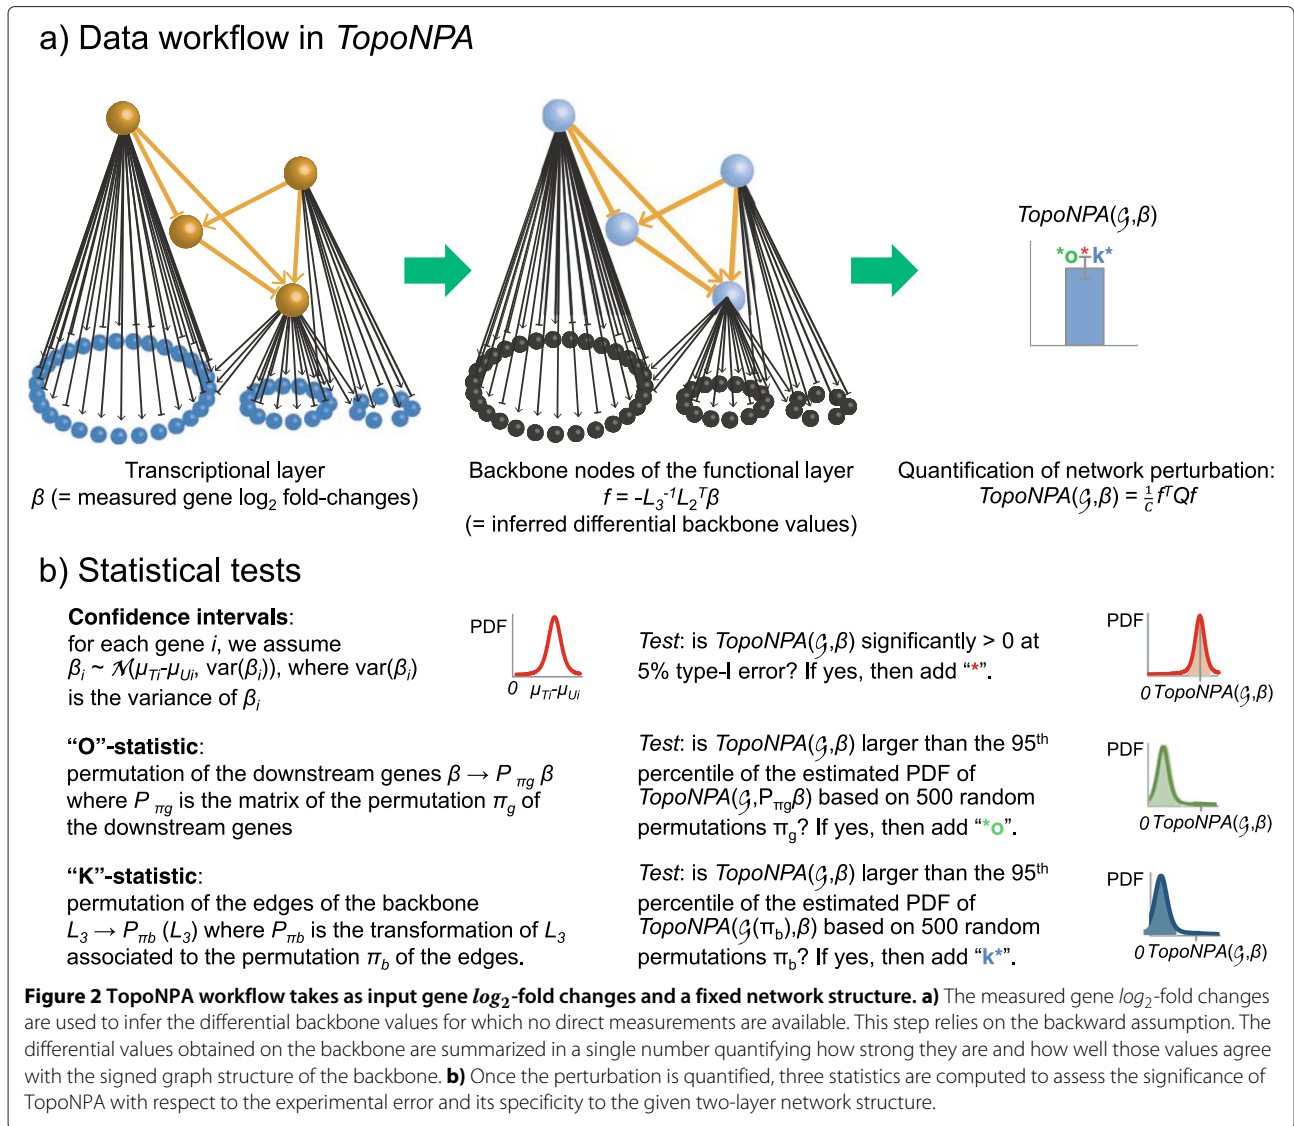 a) Data workflow in TopoNPA
TopoNPA(𝒢,β)
*o*k*
Transcriptional layer
β (= measured gene log₂ fold-changes)
Backbone nodes of the functional layer
f = -L₃⁻¹L₂ᵀβ
(= inferred differential backbone values)
Quantification of network perturbation:
TopoNPA(𝒢,β) = 1/C fᵀQf
b) Statistical tests
Confidence intervals:
for each gene i, we assume
βᵢ ~ 𝒩(μ_Ti-μ_Ui, var(βᵢ)), where var(βᵢ)
is the variance of βᵢ
PDF
0 μ_Ti-μ_Ui
Test: is TopoNPA(𝒢,β) significantly > 0 at
5% type-I error? If yes, then add “*”.
PDF
0 TopoNPA(𝒢,β)
“O”-statistic:
permutation of the downstream genes β → P_πg β
where P_πg is the matrix of the permutation π_g of
the downstream genes
Test: is TopoNPA(𝒢,β) larger than the 95ᵗʰ
percentile of the estimated PDF of
TopoNPA(𝒢,P_πgβ) based on 500 random
permutations π_g? If yes, then add “*o”.
PDF
0 TopoNPA(𝒢,β)
“K”-statistic:
permutation of the edges of the backbone
L₃ → P_πb (L₃) where P_πb is the transformation of L₃
associated to the permutation π_b of the edges.
Test: is TopoNPA(𝒢,β) larger than the 95ᵗʰ
percentile of the estimated PDF of
TopoNPA(𝒢(π_b),β) based on 500 random
permutations π_b? If yes, then add “k*”.
PDF
0 TopoNPA(𝒢,β)
Figure 2 TopoNPA workflow takes as input gene log₂-fold changes and a fixed network structure. a) The measured gene log₂-fold changes
are used to infer the differential backbone values for which no direct measurements are available. This step relies on the backward assumption. The
differential values obtained on the backbone are summarized in a single number quantifying how strong they are and how well those values agree
with the signed graph structure of the backbone. b) Once the perturbation is quantified, three statistics are computed to assess the significance of
TopoNPA with respect to the experimental error and its specificity to the given two-layer network structure.